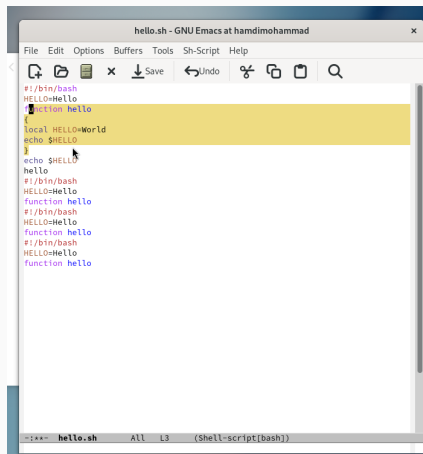 hello.sh - GNU Emacs at hamdimohammad
File Edit Options Buffers Tools Sh-Script Help
Save Undo
#!/bin/bash
HELLO=Hello
function hello
{
local HELLO=World
echo $HELLO
}
echo $HELLO
hello
#!/bin/bash
HELLO=Hello
function hello
#!/bin/bash
HELLO=Hello
function hello
#!/bin/bash
HELLO=Hello
function hello
-:**- hello.sh All L3 (Shell-script[bash])